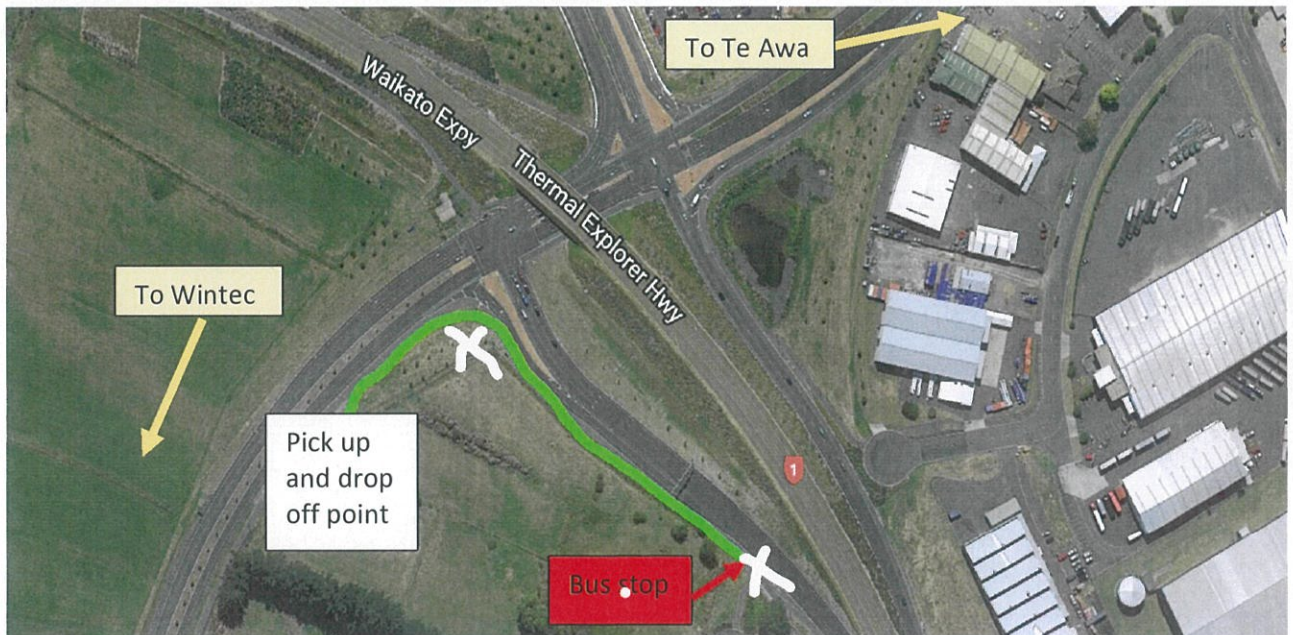 To Te Awa
Waikato Expy
Thermal Explorer Hwy
To Wintec
Pick up
and drop
off point
1
Bus stop